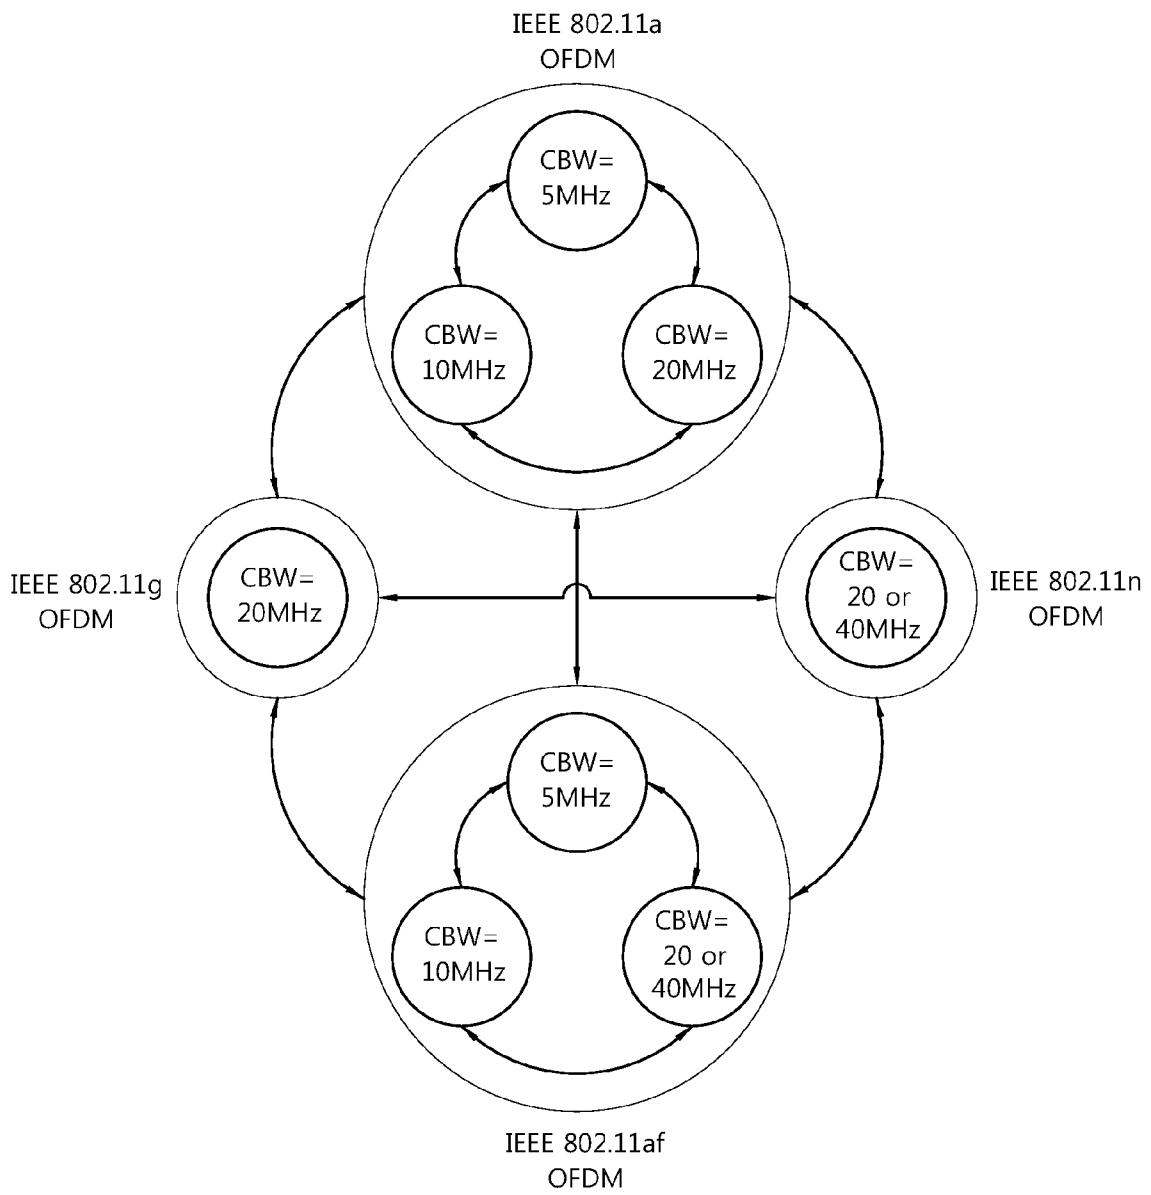 IEEE 802.11a
OFDM
CBW=
5MHz
CBW=
10MHz
CBW=
20MHz
IEEE 802.11g
OFDM
CBW=
20MHz
CBW=
20 or
40MHz
IEEE 802.11n
OFDM
CBW=
5MHz
CBW=
10MHz
CBW=
20 or
40MHz
IEEE 802.11af
OFDM